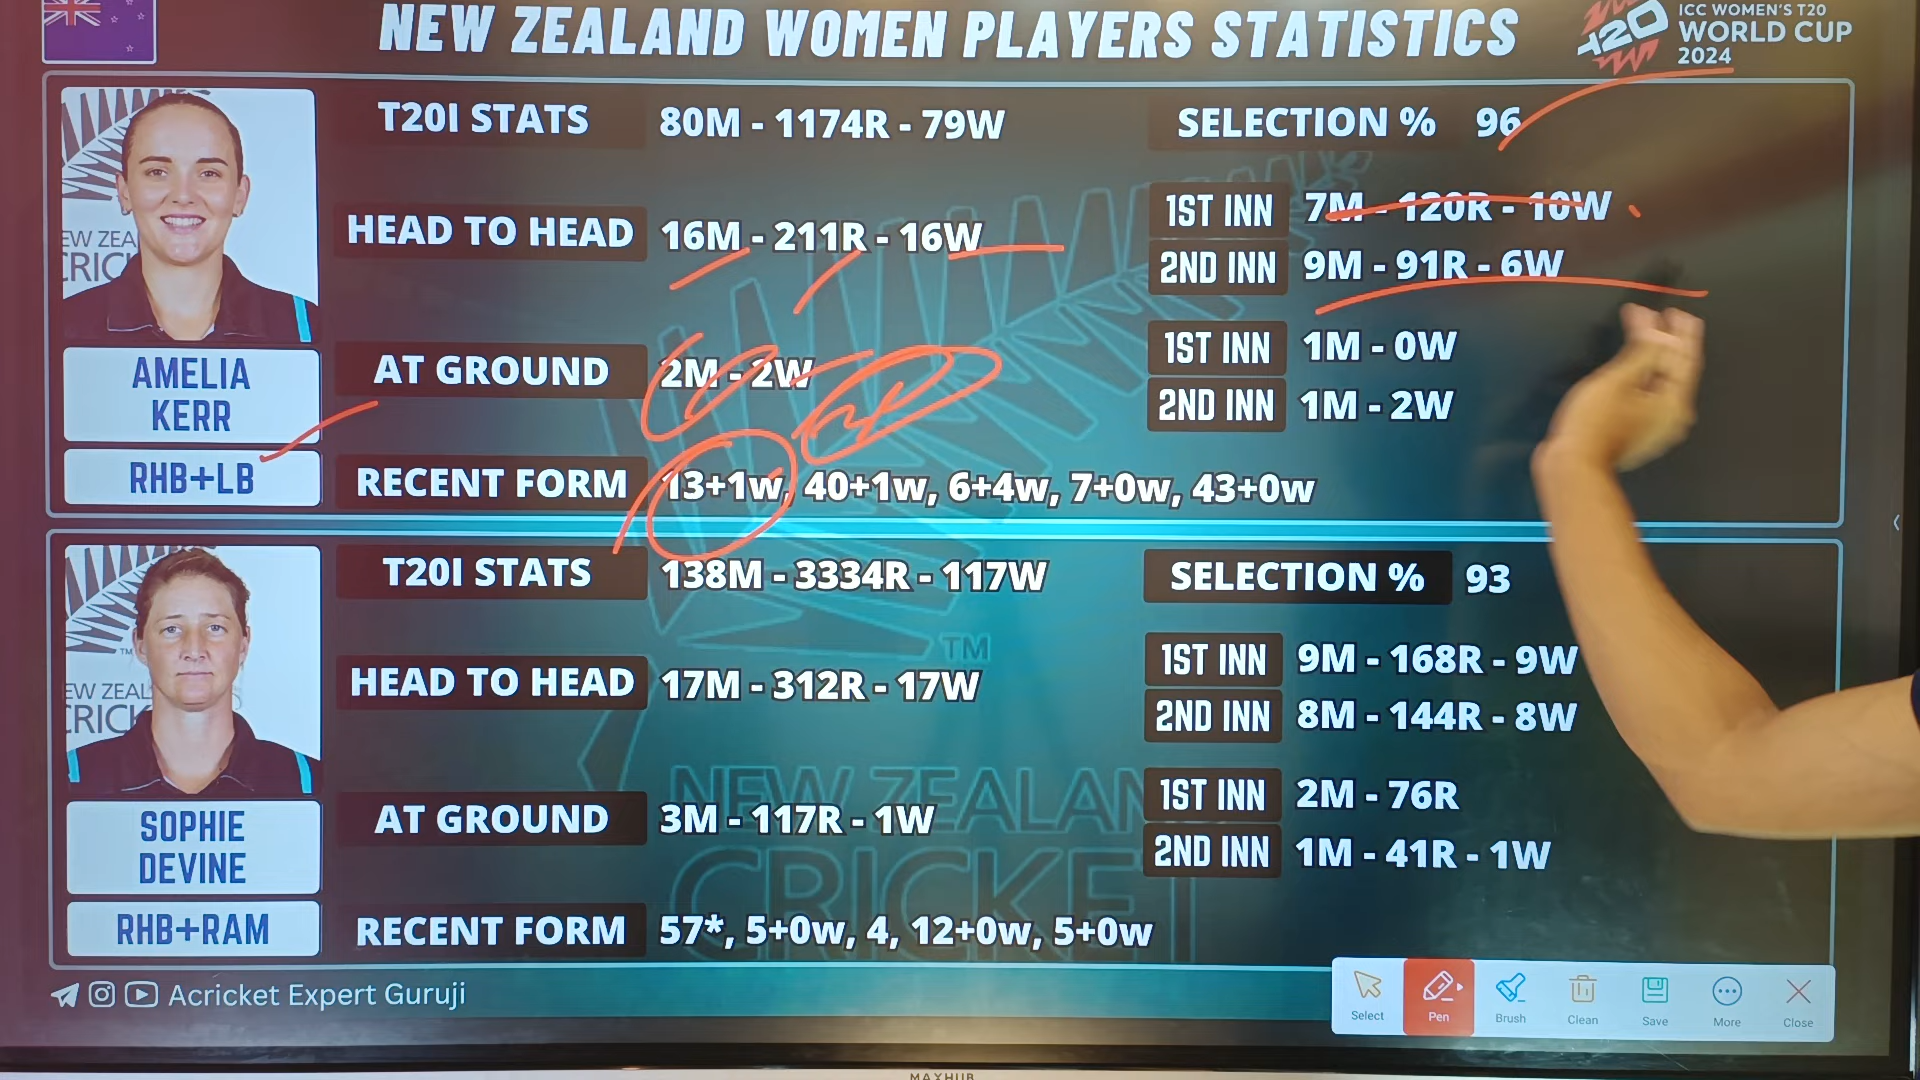 NEW ZEALAND WOMEN PLAYERS STATISTICS
ICC WOMEN'S T20
WORLD CUP
2024
T20
T20I STATS 80M - 1174R - 79W
SELECTION % 96
HEAD TO HEAD 16M - 211R - 16W
1ST INN 7M - 120R - 10W
2ND INN 9M - 91R - 6W
AT GROUND 2M - 2W
1ST INN 1M - 0W
2ND INN 1M - 2W
RECENT FORM 13+1w, 40+1w, 6+4w, 7+0w, 43+0w
AMELIA
KERR
RHB+LB
T20I STATS 138M - 3334R - 117W
SELECTION % 93
HEAD TO HEAD 17M - 312R - 17W
1ST INN 9M - 168R - 9W
2ND INN 8M - 144R - 8W
AT GROUND 3M - 117R - 1W
1ST INN 2M - 76R
2ND INN 1M - 41R - 1W
RECENT FORM 57*, 5+0w, 4, 12+0w, 5+0w
SOPHIE
DEVINE
RHB+RAM
TM
NEW ZEALAN
CRICKET
Acricket Expert Guruji
Select Pen Brush Clean Save More Close
MAXHUB